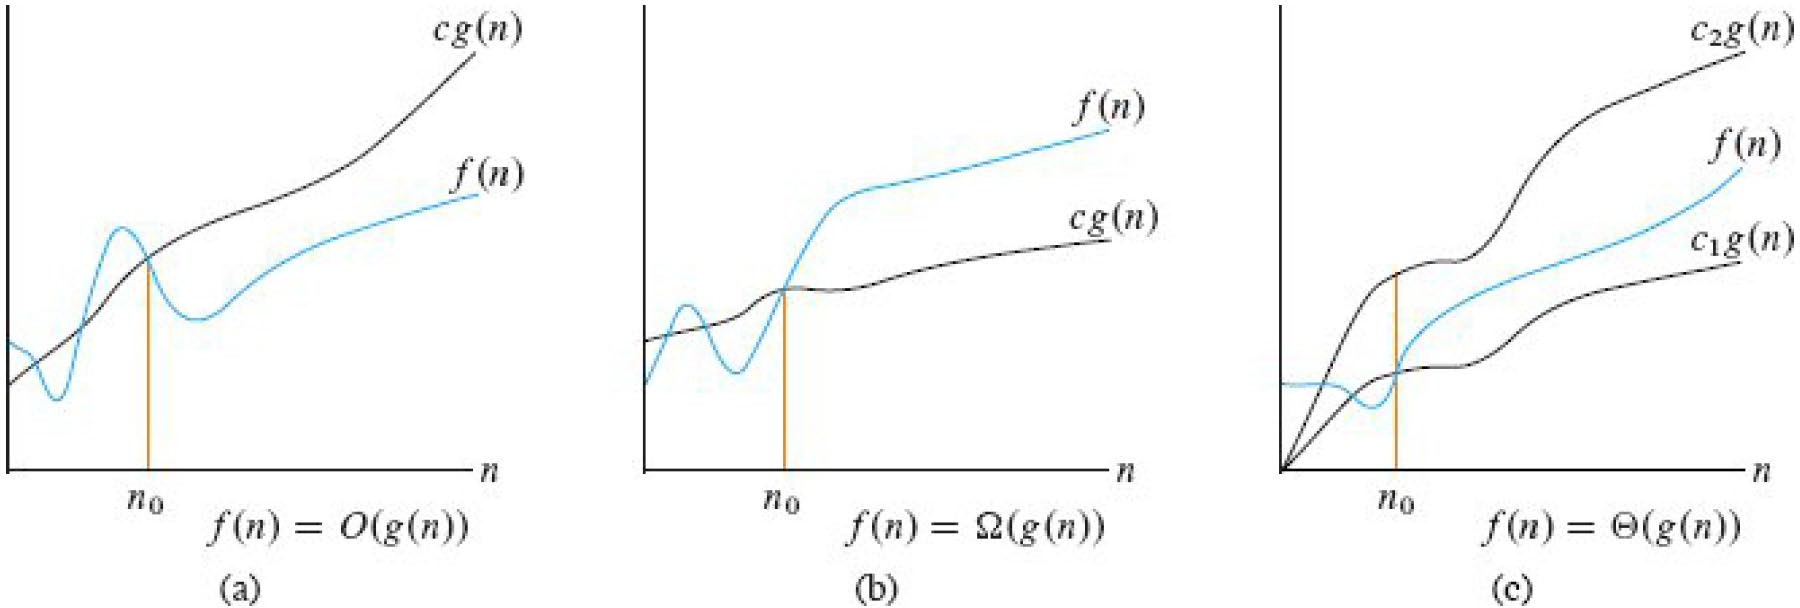 cg(n)
f(n)
n
n₀
f(n) = O(g(n))
(a)
f(n)
cg(n)
n
n₀
f(n) = Ω(g(n))
(b)
c₂g(n)
f(n)
c₁g(n)
n
n₀
f(n) = Θ(g(n))
(c)